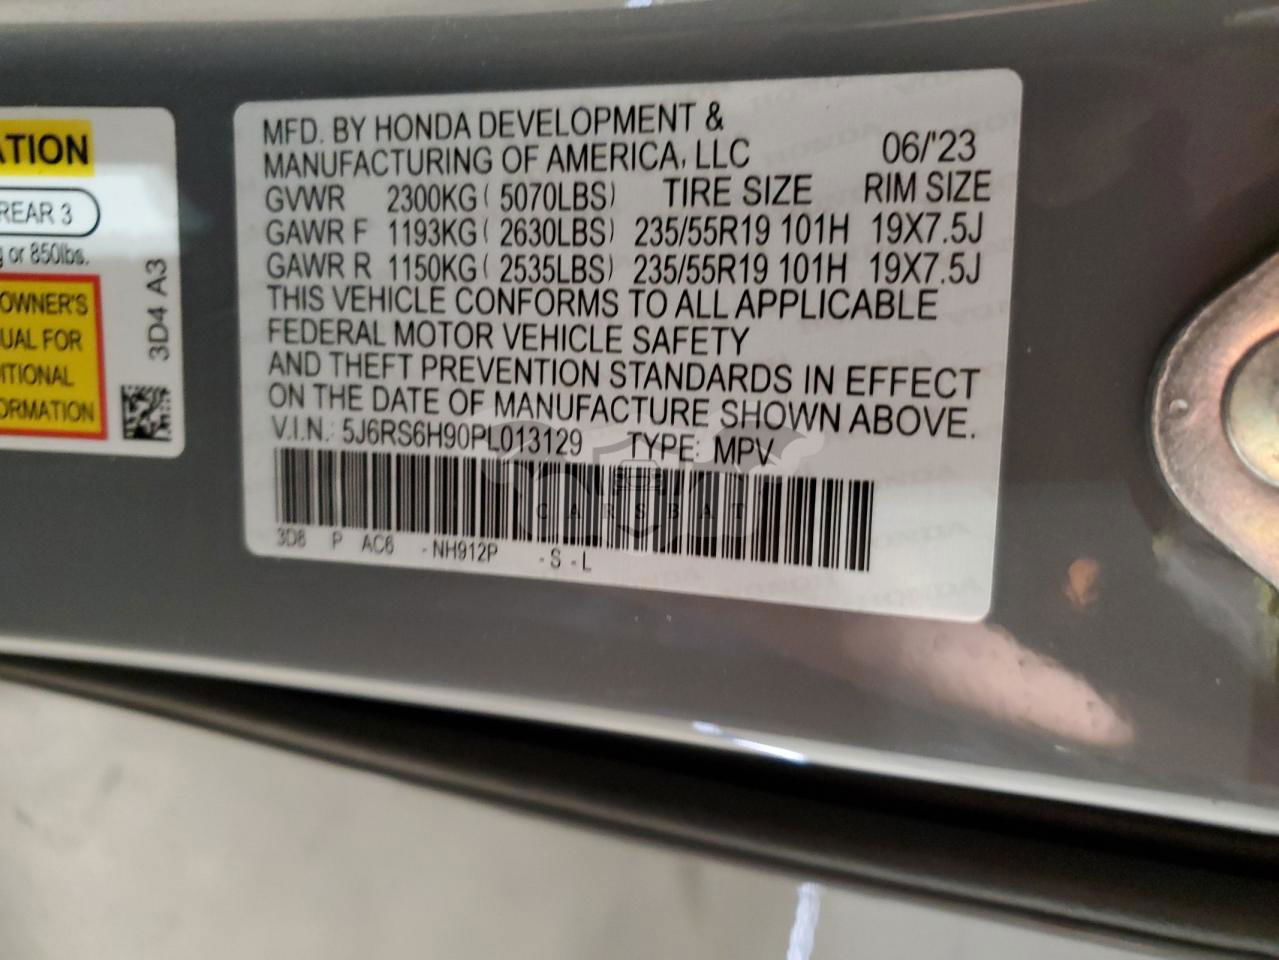 ATION
REAR 3
or 850lbs.
OWNER'S
UAL FOR
ITIONAL
ORMATION
3D4 A3
MFD. BY HONDA DEVELOPMENT &
MANUFACTURING OF AMERICA, LLC 06/'23
GVWR 2300KG ( 5070LBS) TIRE SIZE RIM SIZE
GAWR F 1193KG ( 2630LBS) 235/55R19 101H 19X7.5J
GAWR R 1150KG ( 2535LBS) 235/55R19 101H 19X7.5J
THIS VEHICLE CONFORMS TO ALL APPLICABLE
FEDERAL MOTOR VEHICLE SAFETY
AND THEFT PREVENTION STANDARDS IN EFFECT
ON THE DATE OF MANUFACTURE SHOWN ABOVE.
V.I.N.: 5J6RS6H90PL013129 TYPE: MPV
CARSBAT
3D8 P AC6 -NH912P -S -L